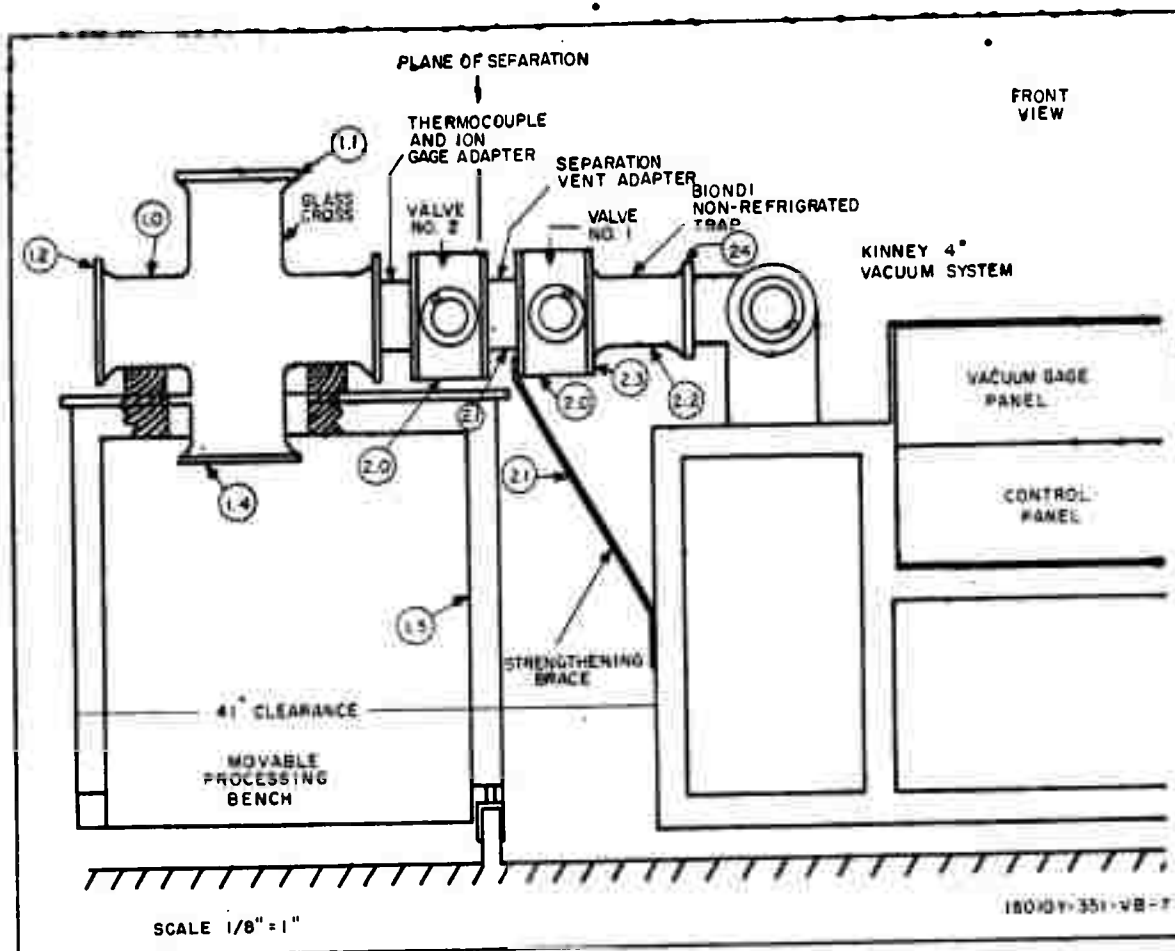 PLANE OF SEPARATION
FRONT
VIEW
THERMOCOUPLE
AND ION
GAGE ADAPTER
1.1
SEPARATION
VENT ADAPTER
BIONDI
NON-REFRIGRATED
TRAP
GLASS
CROSS
VALVE
NO. 2
VALVE
NO. 1
1.0
1.2
2.4
KINNEY 4"
VACUUM SYSTEM
VACUUM GAGE
PANEL
2.3
2.0
2.2
2.1
2.0
2.1
1.4
CONTROL
PANEL
1.5
STRENGTHENING
BRACE
41" CLEARANCE
MOVABLE
PROCESSING
BENCH
SCALE 1/8" = 1"